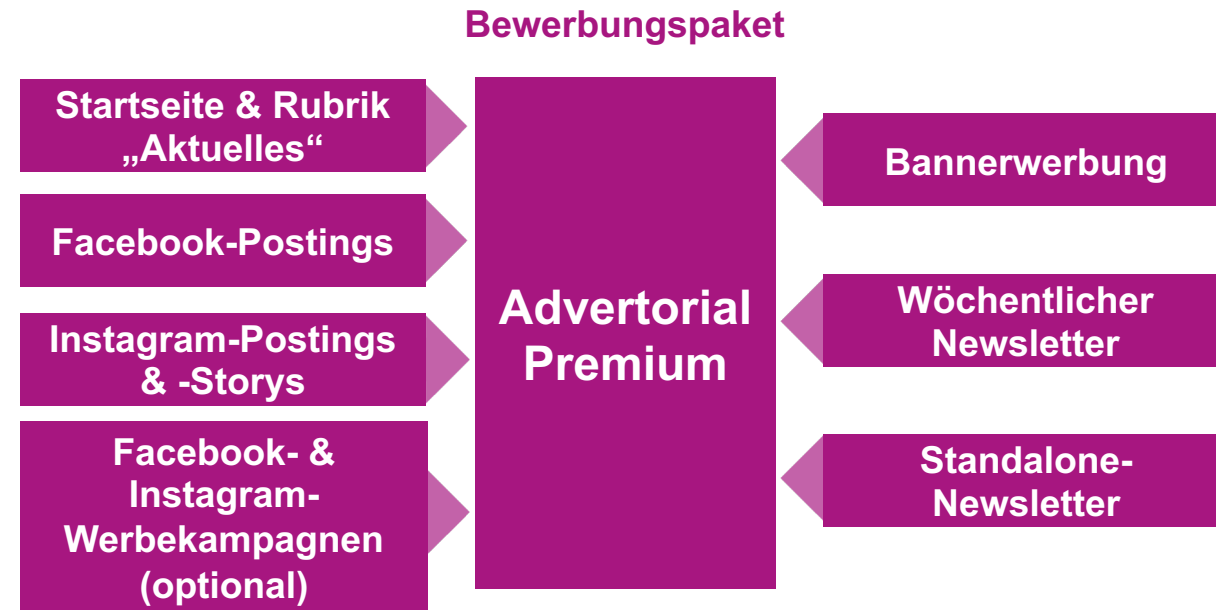 Bewerbungspaket
Startseite & Rubrik
„Aktuelles“
Facebook-Postings
Instagram-Postings
& -Storys
Facebook- &
Instagram-
Werbekampagnen
(optional)
Advertorial
Premium
Bannerwerbung
Wöchentlicher
Newsletter
Standalone-
Newsletter